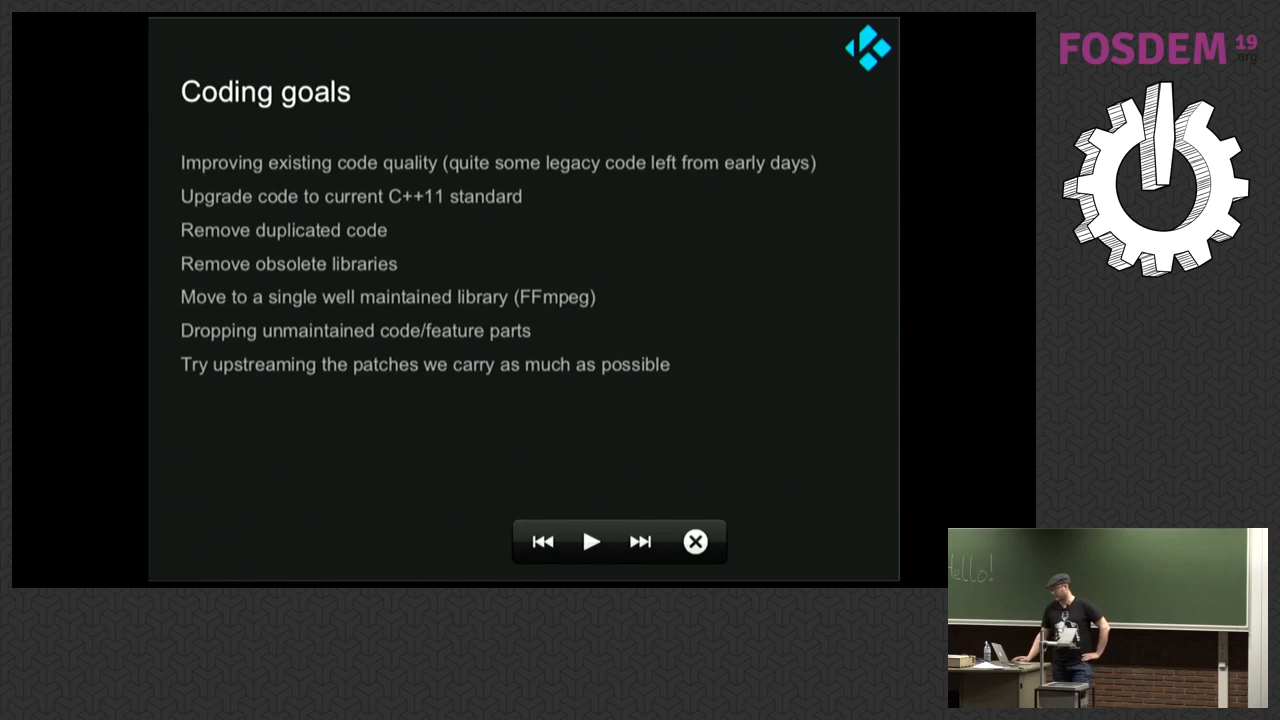 Coding goals
Improving existing code quality (quite some legacy code left from early days)
Upgrade code to current C++11 standard
Remove duplicated code
Remove obsolete libraries
Move to a single well maintained library (FFmpeg)
Dropping unmaintained code/feature parts
Try upstreaming the patches we carry as much as possible
FOSDEM 19
.org
Hello!